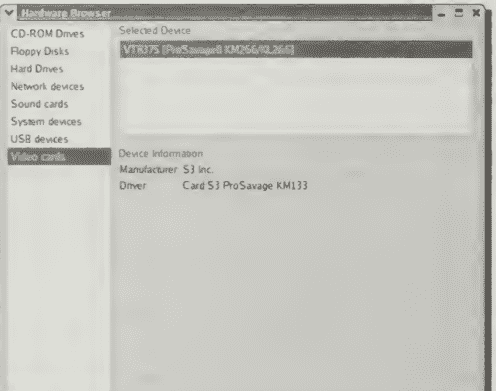 Hardware Browser
CD-ROM Drives
Floppy Disks
Hard Drives
Network devices
Sound cards
System devices
USB devices
Video cards
Selected Device
VT8375 [ProSavage8 KM266/KL266]
Device Information
Manufacturer S3 Inc.
Driver Card S3 ProSavage KM133